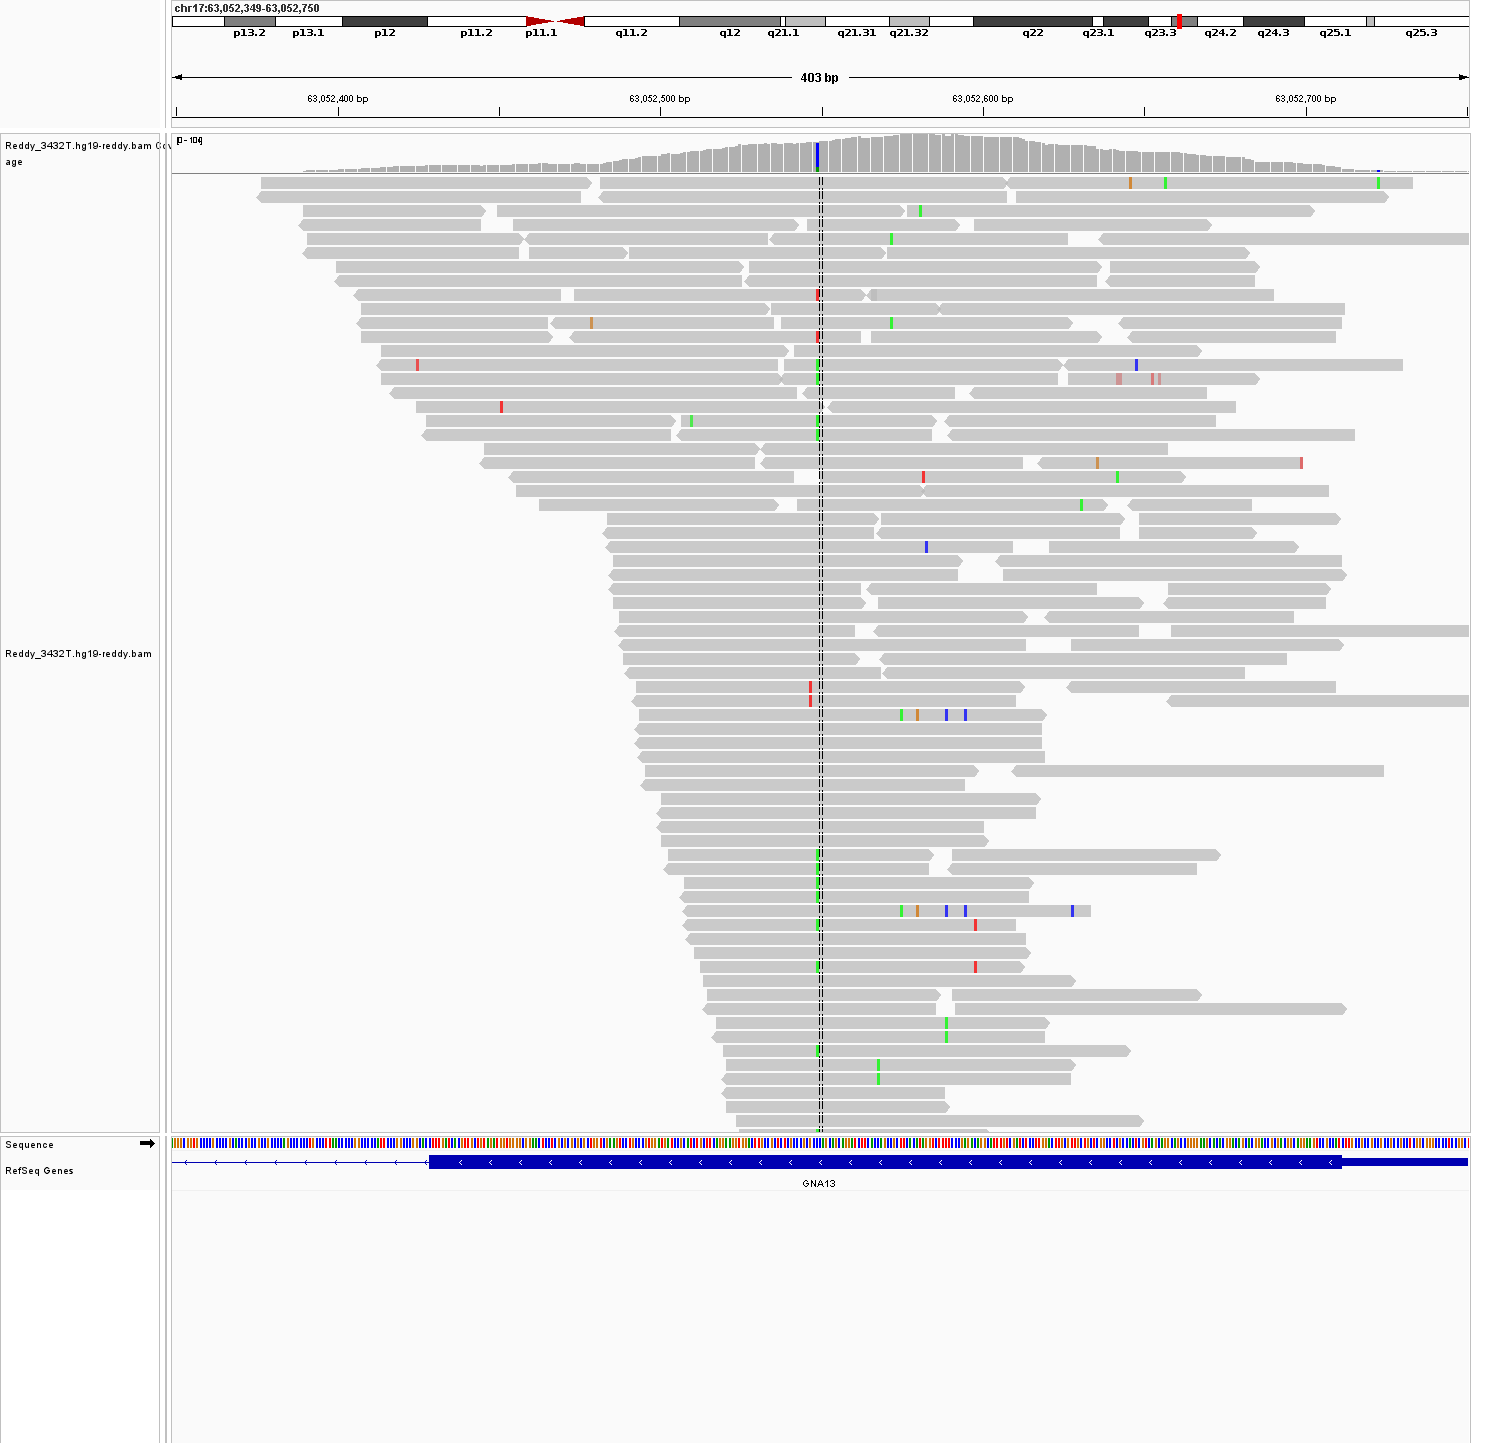 chr17:63,052,349-63,052,750
p13.2 p13.1 p12 p11.2 p11.1 q11.2 q12 q21.1 q21.31 q21.32 q22 q23.1 q23.3 q24.2 q24.3 q25.1 q25.3
403 bp
63,052,400 bp 63,052,500 bp 63,052,600 bp 63,052,700 bp
Reddy_3432T.hg19-reddy.bam Cov
age
[0 - 104]
Reddy_3432T.hg19-reddy.bam
Sequence
RefSeq Genes
GNA13